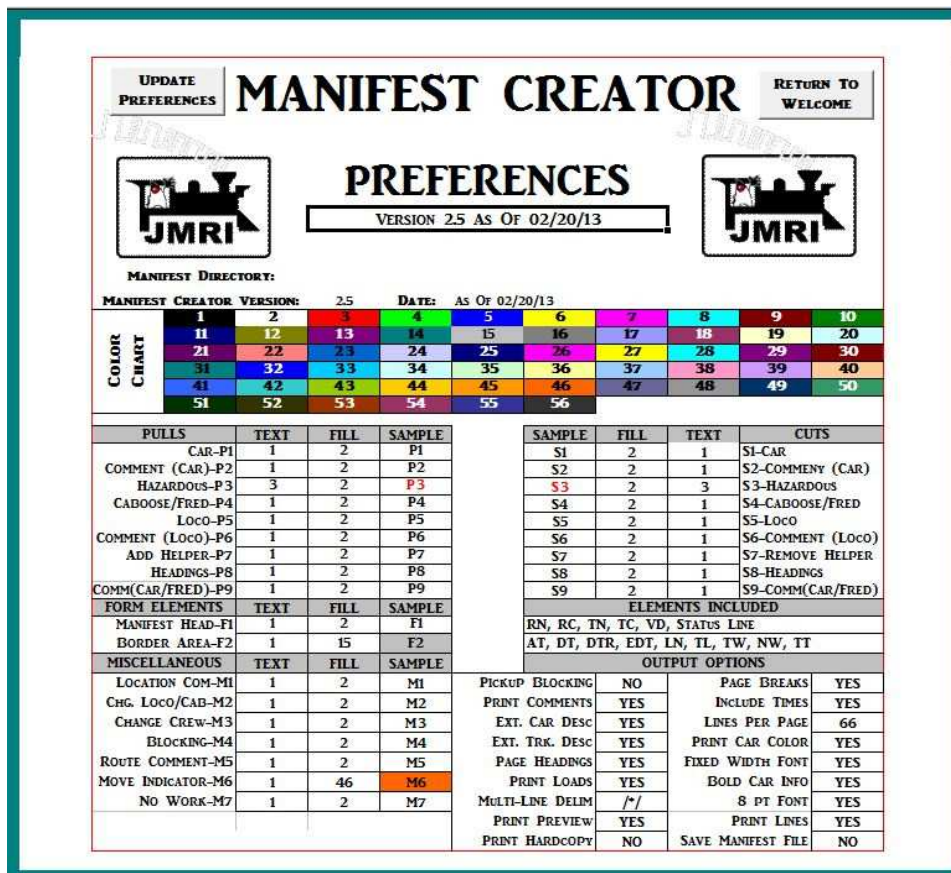 UPDATE PREFERENCES
MANIFEST CREATOR
RETURN TO WELCOME
JMRI
PREFERENCES
VERSION 2.5 AS OF 02/20/13
JMRI
MANIFEST DIRECTORY:
MANIFEST CREATOR VERSION: 2.5 DATE: AS OF 02/20/13
COLOR CHART
1 2 3 4 5 6 7 8 9 10
11 12 13 14 15 16 17 18 19 20
21 22 23 24 25 26 27 28 29 30
31 32 33 34 35 36 37 38 39 40
41 42 43 44 45 46 47 48 49 50
51 52 53 54 55 56
PULLS TEXT FILL SAMPLE SAMPLE FILL TEXT CUTS
CAR-P1 1 2 P1 S1 2 1 S1-CAR
COMMENT (CAR)-P2 1 2 P2 S2 2 1 S2-COMMENY (CAR)
HAZARDOUS-P3 3 2 P3 S3 2 3 S3-HAZARDOUS
CABOOSE/FRED-P4 1 2 P4 S4 2 1 S4-CABOOSE/FRED
LOCO-P5 1 2 P5 S5 2 1 S5-LOCO
COMMENT (LOCO)-P6 1 2 P6 S6 2 1 S6-COMMENT (LOCO)
ADD HELPER-P7 1 2 P7 S7 2 1 S7-REMOVE HELPER
HEADINGS-P8 1 2 P8 S8 2 1 S8-HEADINGS
COMM(CAR/FRED)-P9 1 2 P9 S9 2 1 S9-COMM(CAR/FRED)
FORM ELEMENTS TEXT FILL SAMPLE ELEMENTS INCLUDED
MANIFEST HEAD-F1 1 2 F1 RN, RC, TN, TC, VD, STATUS LINE
BORDER AREA-F2 1 15 F2 AT, DT, DTR, EDT, LN, TL, TW, NW, TT
MISCELLANEOUS TEXT FILL SAMPLE OUTPUT OPTIONS
LOCATION COM-M1 1 2 M1 PICKUP BLOCKING NO PAGE BREAKS YES
CHG. LOCO/CAB-M2 1 2 M2 PRINT COMMENTS YES INCLUDE TIMES YES
CHANGE CREW-M3 1 2 M3 EXT. CAR DESC YES LINES PER PAGE 66
BLOCKING-M4 1 2 M4 EXT. TRK. DESC YES PRINT CAR COLOR YES
ROUTE COMMENT-M5 1 2 M5 PAGE HEADINGS YES FIXED WIDTH FONT YES
MOVE INDICATOR-M6 1 46 M6 PRINT LOADS YES BOLD CAR INFO YES
NO WORK-M7 1 2 M7 MULTI-LINE DELIM /*/ 8 PT FONT YES
PRINT PREVIEW YES PRINT LINES YES
PRINT HARDCOPY NO SAVE MANIFEST FILE NO